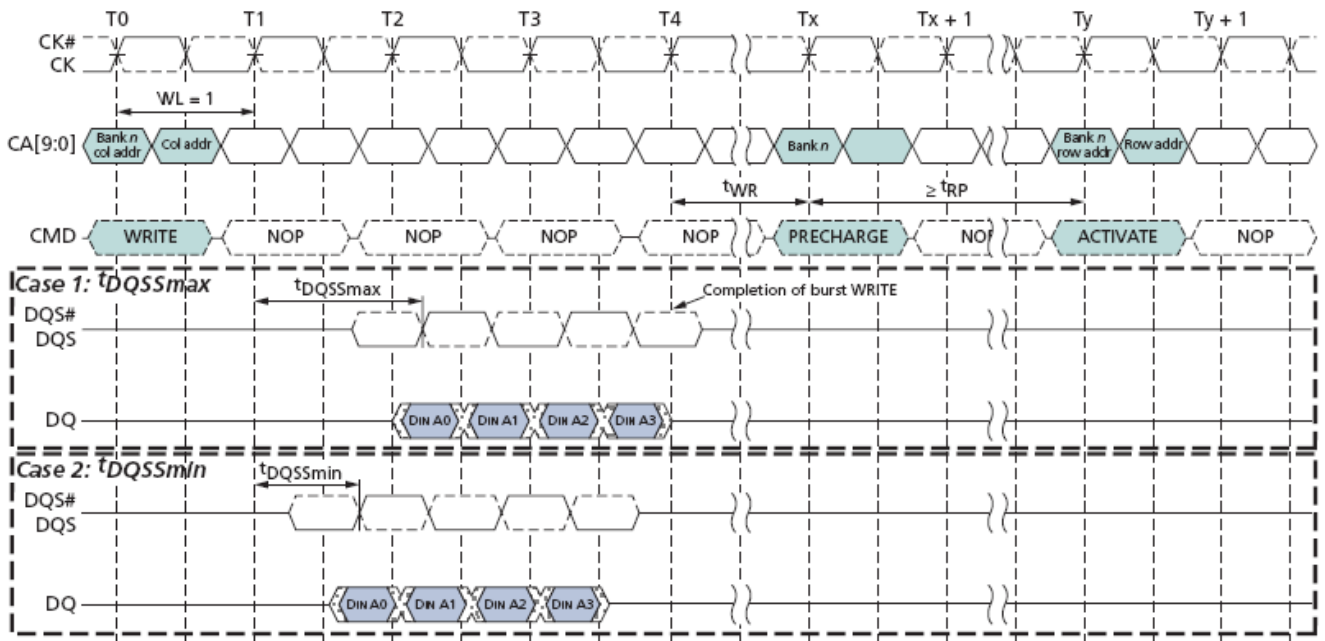 T0 T1 T2 T3 T4 Tx Tx + 1 Ty Ty + 1
CK#
CK
WL = 1
CA[9:0] Bank n col addr Col addr Bank n Bank n row addr Row addr
tWR ≥ tRP
CMD WRITE NOP NOP NOP NOP PRECHARGE NOP ACTIVATE NOP
Case 1: tDQSSmax
tDQSSmax Completion of burst WRITE
DQS#
DQS
DQ DIN A0 DIN A1 DIN A2 DIN A3
Case 2: tDQSSmin
tDQSSmin
DQS#
DQS
DQ DIN A0 DIN A1 DIN A2 DIN A3